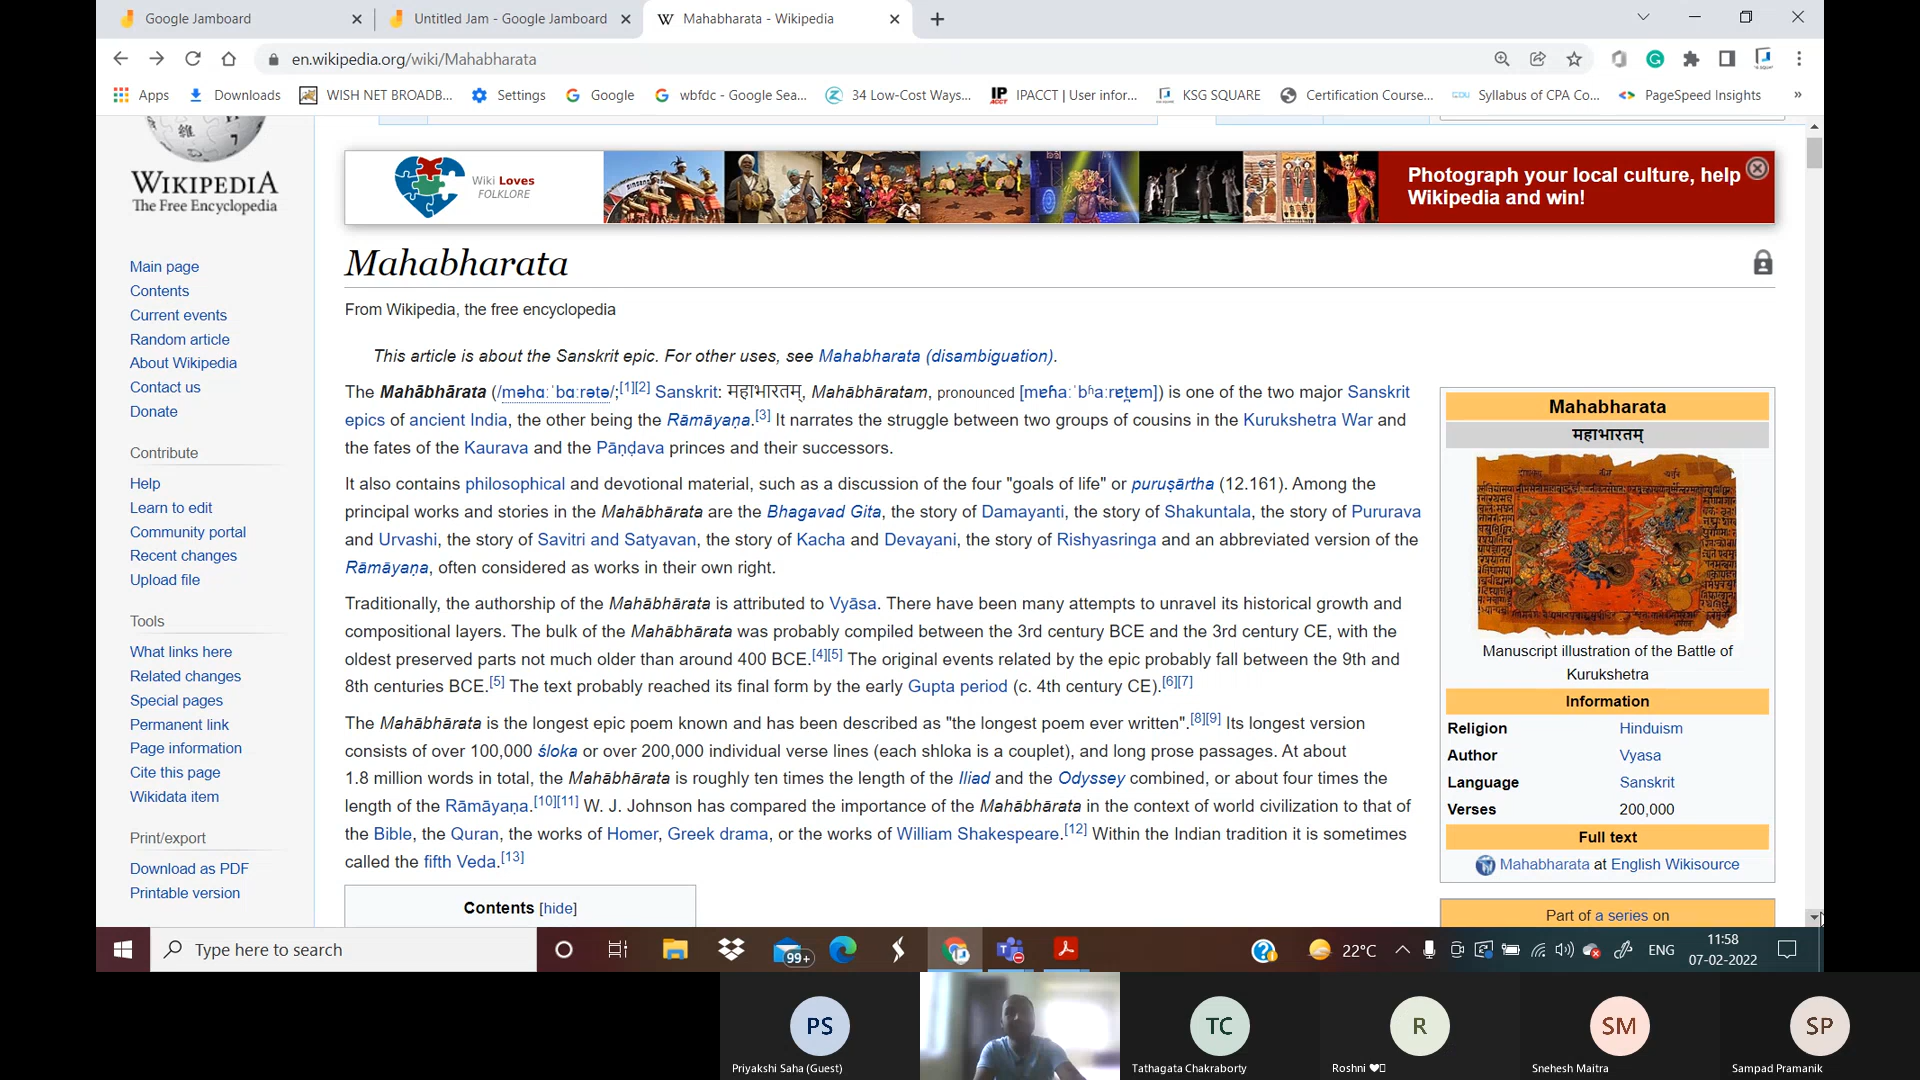 Google Jamboard
Untitled Jam - Google Jamboard
Mahabharata - Wikipedia
en.wikipedia.org/wiki/Mahabharata
Apps
Downloads
WISH NET BROADB...
Settings
Google
wbfdc - Google Sea...
34 Low-Cost Ways...
IPACCT | User infor...
KSG SQUARE
Certification Course...
Syllabus of CPA Co...
PageSpeed Insights
»
WIKIPEDIA
The Free Encyclopedia
Wiki Loves
FOLKLORE
Photograph your local culture, help
Wikipedia and win!
Main page
Contents
Current events
Random article
About Wikipedia
Contact us
Donate
Contribute
Help
Learn to edit
Community portal
Recent changes
Upload file
Tools
What links here
Related changes
Special pages
Permanent link
Page information
Cite this page
Wikidata item
Print/export
Download as PDF
Printable version
Mahabharata
From Wikipedia, the free encyclopedia
This article is about the Sanskrit epic. For other uses, see Mahabharata (disambiguation).
The Mahābhārata (/məhɑːˈbɑːrətə/;[1][2] Sanskrit: महाभारतम्, Mahābhāratam, pronounced [mɐɦaːˈbʱaːrɐt̪ɐm]) is one of the two major Sanskrit
epics of ancient India, the other being the Rāmāyaṇa.[3] It narrates the struggle between two groups of cousins in the Kurukshetra War and
the fates of the Kaurava and the Pāṇḍava princes and their successors.
It also contains philosophical and devotional material, such as a discussion of the four "goals of life" or puruṣārtha (12.161). Among the
principal works and stories in the Mahābhārata are the Bhagavad Gita, the story of Damayanti, the story of Shakuntala, the story of Pururava
and Urvashi, the story of Savitri and Satyavan, the story of Kacha and Devayani, the story of Rishyasringa and an abbreviated version of the
Rāmāyaṇa, often considered as works in their own right.
Traditionally, the authorship of the Mahābhārata is attributed to Vyāsa. There have been many attempts to unravel its historical growth and
compositional layers. The bulk of the Mahābhārata was probably compiled between the 3rd century BCE and the 3rd century CE, with the
oldest preserved parts not much older than around 400 BCE.[4][5] The original events related by the epic probably fall between the 9th and
8th centuries BCE.[5] The text probably reached its final form by the early Gupta period (c. 4th century CE).[6][7]
The Mahābhārata is the longest epic poem known and has been described as "the longest poem ever written".[8][9] Its longest version
consists of over 100,000 śloka or over 200,000 individual verse lines (each shloka is a couplet), and long prose passages. At about
1.8 million words in total, the Mahābhārata is roughly ten times the length of the Iliad and the Odyssey combined, or about four times the
length of the Rāmāyaṇa.[10][11] W. J. Johnson has compared the importance of the Mahābhārata in the context of world civilization to that of
the Bible, the Quran, the works of Homer, Greek drama, or the works of William Shakespeare.[12] Within the Indian tradition it is sometimes
called the fifth Veda.[13]
Contents [hide]
Mahabharata
महाभारतम्
Manuscript illustration of the Battle of
Kurukshetra
Information
Religion Hinduism
Author Vyasa
Language Sanskrit
Verses 200,000
Full text
Mahabharata at English Wikisource
Part of a series on
Type here to search
99+
22°C
ENG
11:58
07-02-2022
PS
TC
R
SM
SP
Priyakshi Saha (Guest)
Tathagata Chakraborty
Roshni ❤
Snehesh Maitra
Sampad Pramanik